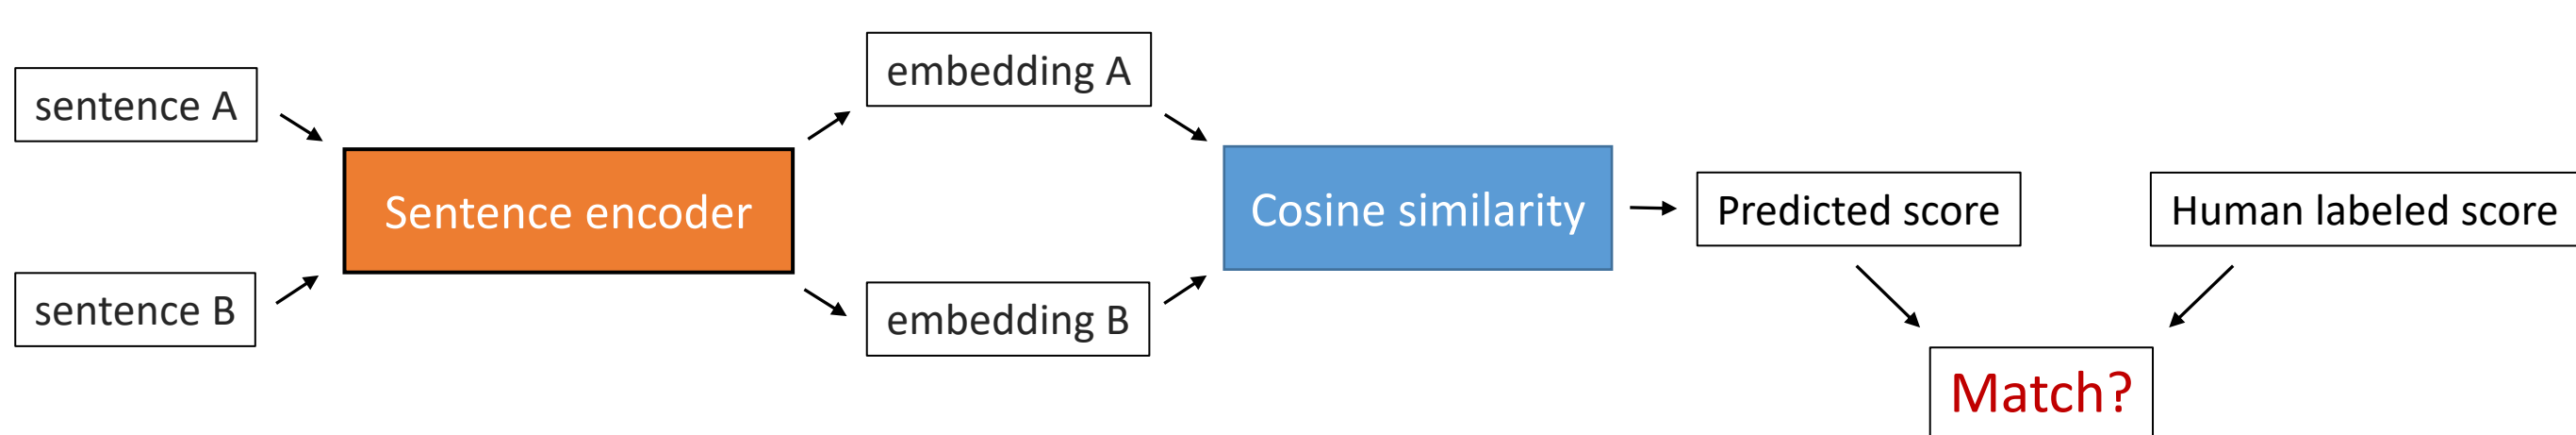 sentence A
sentence B
Sentence encoder
embedding A
embedding B
Cosine similarity
Predicted score
Human labeled score
Match?